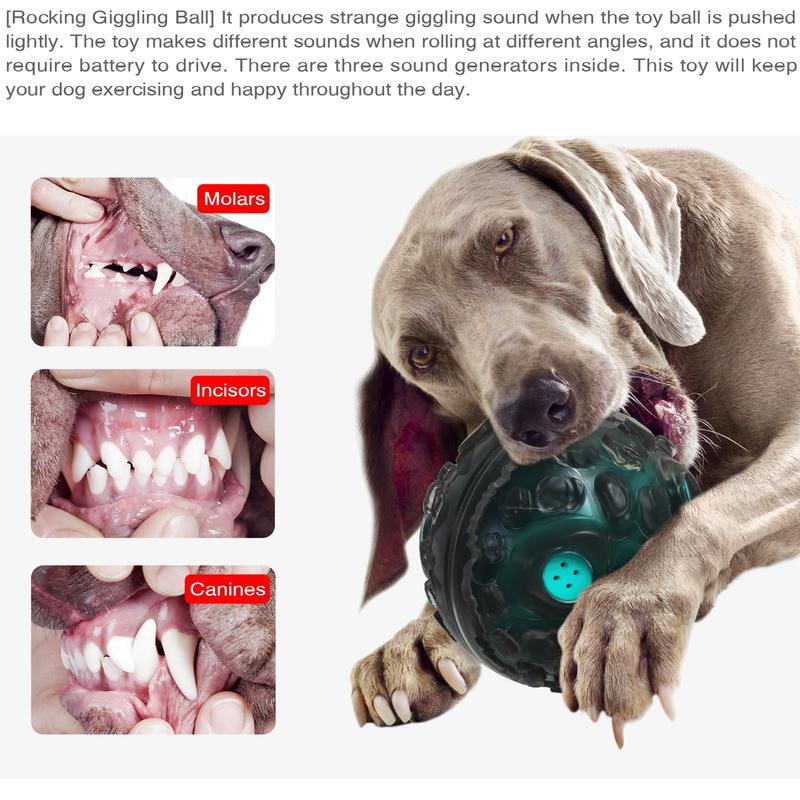 [Rocking Giggling Ball] It produces strange giggling sound when the toy ball is pushed
lightly. The toy makes different sounds when rolling at different angles, and it does not
require battery to drive. There are three sound generators inside. This toy will keep
your dog exercising and happy throughout the day.
Molars
Incisors
Canines